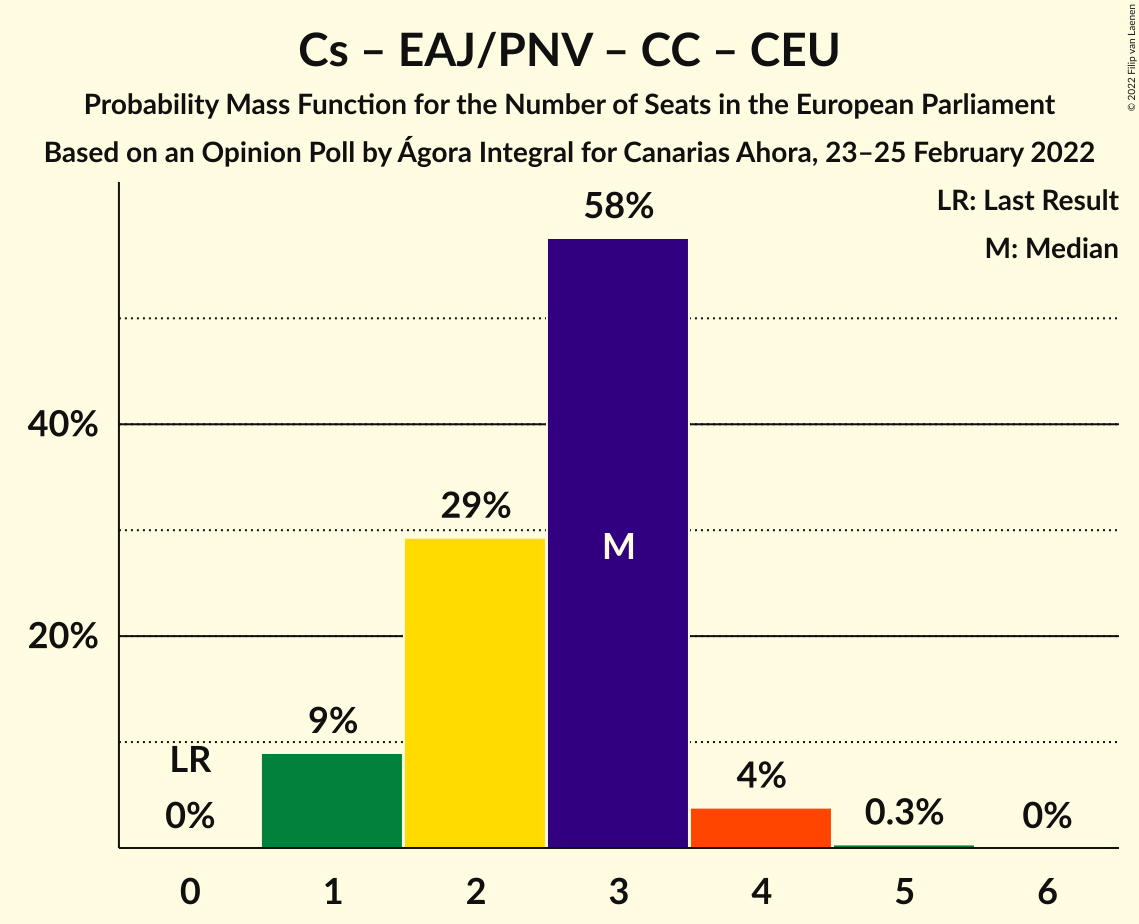 Cs – EAJ/PNV – CC – CEU
Probability Mass Function for the Number of Seats in the European Parliament
Based on an Opinion Poll by Ágora Integral for Canarias Ahora, 23–25 February 2022
© 2022 Filip van Laenen
LR: Last Result
M: Median
58%
40%
29%
M
20%
9%
LR
4%
0%
0.3%
0%
0 1 2 3 4 5 6